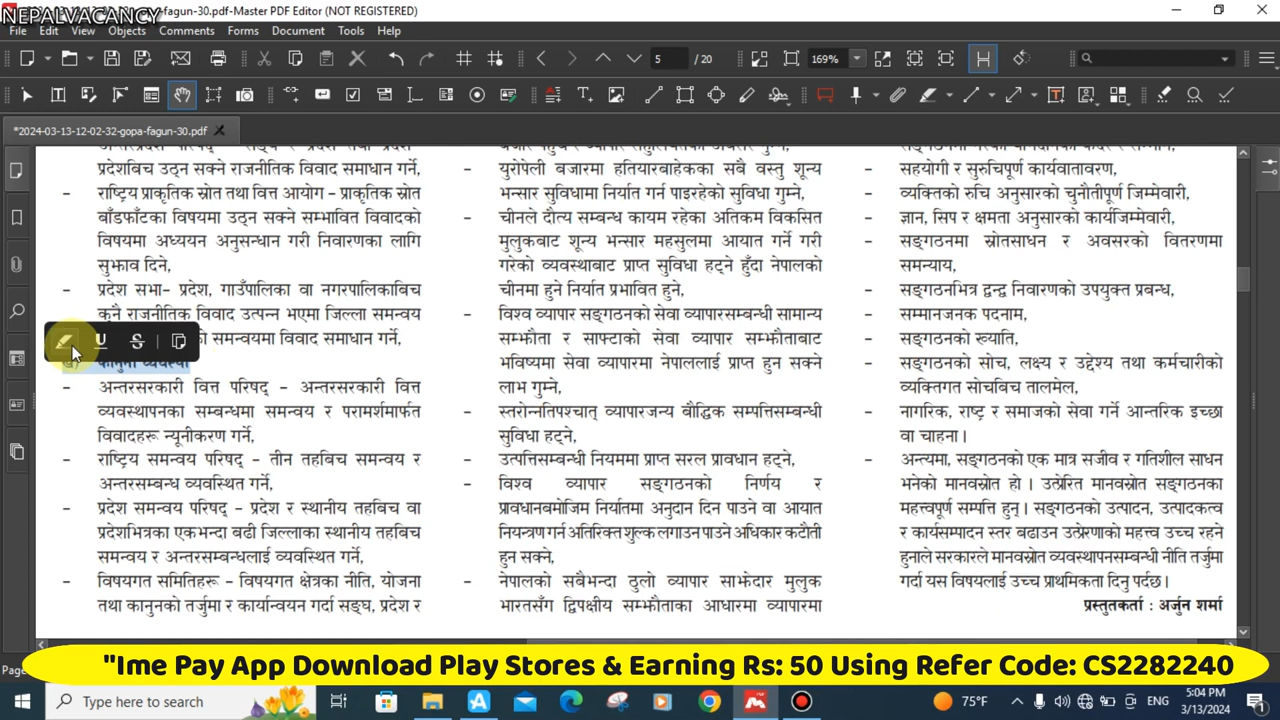 NEPALVACANCY
-fagun-30.pdf-Master PDF Editor (NOT REGISTERED)
File Edit View Objects Comments Forms Document Tools Help
5 / 20
169%
*2024-03-13-12-02-32-gopa-fagun-30.pdf
प्रदेशबिच उठ्न सक्ने राजनीतिक विवाद समाधान गर्ने,
- राष्ट्रिय प्राकृतिक स्रोत तथा वित्त आयोग – प्राकृतिक स्रोत
बाँडफाँटका विषयमा उठ्न सक्ने सम्भावित विवादको
विषयमा अध्ययन अनुसन्धान गरी निवारणका लागि
सुझाव दिने,
- प्रदेश सभा– प्रदेश, गाउँपालिका वा नगरपालिकाबिच
कुनै राजनीतिक विवाद उत्पन्न भएमा जिल्ला समन्वय
को समन्वयमा विवाद समाधान गर्ने,
ख) कानुनी व्यवस्था
- अन्तरसरकारी वित्त परिषद् – अन्तरसरकारी वित्त
व्यवस्थापनका सम्बन्धमा समन्वय र परामर्शमार्फत
विवादहरू न्यूनीकरण गर्ने,
- राष्ट्रिय समन्वय परिषद् – तीन तहबिच समन्वय र
अन्तरसम्बन्ध व्यवस्थित गर्ने,
- प्रदेश समन्वय परिषद् – प्रदेश र स्थानीय तहबिच वा
प्रदेशभित्रका एकभन्दा बढी जिल्लाका स्थानीय तहबिच
समन्वय र अन्तरसम्बन्धलाई व्यवस्थित गर्ने,
- विषयगत समितिहरू – विषयगत क्षेत्रका नीति, योजना
तथा कानुनको तर्जुमा र कार्यान्वयन गर्दा सङ्घ, प्रदेश र
युरोपेली बजारमा हतियारबाहेकका सबै वस्तु शून्य
भन्सार सुविधामा निर्यात गर्न पाइरहेको सुविधा गुम्ने,
- चीनले दौत्य सम्बन्ध कायम रहेका अतिकम विकसित
मुलुकबाट शून्य भन्सार महसुलमा आयात गर्ने गरी
गरेको व्यवस्थाबाट प्राप्त सुविधा हट्ने हुँदा नेपालको
चीनमा हुने निर्यात प्रभावित हुने,
- विश्व व्यापार सङ्गठनको सेवा व्यापारसम्बन्धी सामान्य
सम्झौता र साफ्टाको सेवा व्यापार सम्झौताबाट
भविष्यमा सेवा व्यापारमा नेपाललाई प्राप्त हुन सक्ने
लाभ गुम्ने,
- स्तरोन्नतिपश्चात् व्यापारजन्य बौद्धिक सम्पत्तिसम्बन्धी
सुविधा हट्ने,
- उत्पत्तिसम्बन्धी नियममा प्राप्त सरल प्रावधान हट्ने,
- विश्व व्यापार सङ्गठनको निर्णय र
प्रावधानबमोजिम निर्यातमा अनुदान दिन पाउने वा आयात
नियन्त्रण गर्न अतिरिक्त शुल्क लगाउन पाउने अधिकार कटौती
हुन सक्ने,
- नेपालको सबैभन्दा ठुलो व्यापार साझेदार मुलुक
भारतसँग द्विपक्षीय सम्झौताका आधारमा व्यापारमा
- सहयोगी र सुरुचिपूर्ण कार्यवातावरण,
- व्यक्तिको रुचि अनुसारको चुनौतीपूर्ण जिम्मेवारी,
- ज्ञान, सिप र क्षमता अनुसारको कार्यजिम्मेवारी,
- सङ्गठनमा स्रोतसाधन र अवसरको वितरणमा
समन्याय,
- सङ्गठनभित्र द्वन्द्व निवारणको उपयुक्त प्रबन्ध,
- सम्मानजनक पदनाम,
- सङ्गठनको ख्याति,
- सङ्गठनको सोच, लक्ष्य र उद्देश्य तथा कर्मचारीको
व्यक्तिगत सोचबिच तालमेल,
- नागरिक, राष्ट्र र समाजको सेवा गर्ने आन्तरिक इच्छा
वा चाहना।
- अन्त्यमा, सङ्गठनको एक मात्र सजीव र गतिशील साधन
भनेको मानवस्रोत हो । उत्प्रेरित मानवस्रोत सङ्गठनका
महत्त्वपूर्ण सम्पत्ति हुन् । सङ्गठनको उत्पादन, उत्पादकत्व
र कार्यसम्पादन स्तर बढाउन उत्प्रेरणाको महत्त्व उच्च रहने
हुनाले सरकारले मानवस्रोत व्यवस्थापनसम्बन्धी नीति तर्जुमा
गर्दा यस विषयलाई उच्च प्राथमिकता दिनु पर्दछ।
प्रस्तुतकर्ता : अर्जुन शर्मा
"Ime Pay App Download Play Stores & Earning Rs: 50 Using Refer Code: CS2282240
Type here to search
75°F
ENG
5:04 PM
3/13/2024